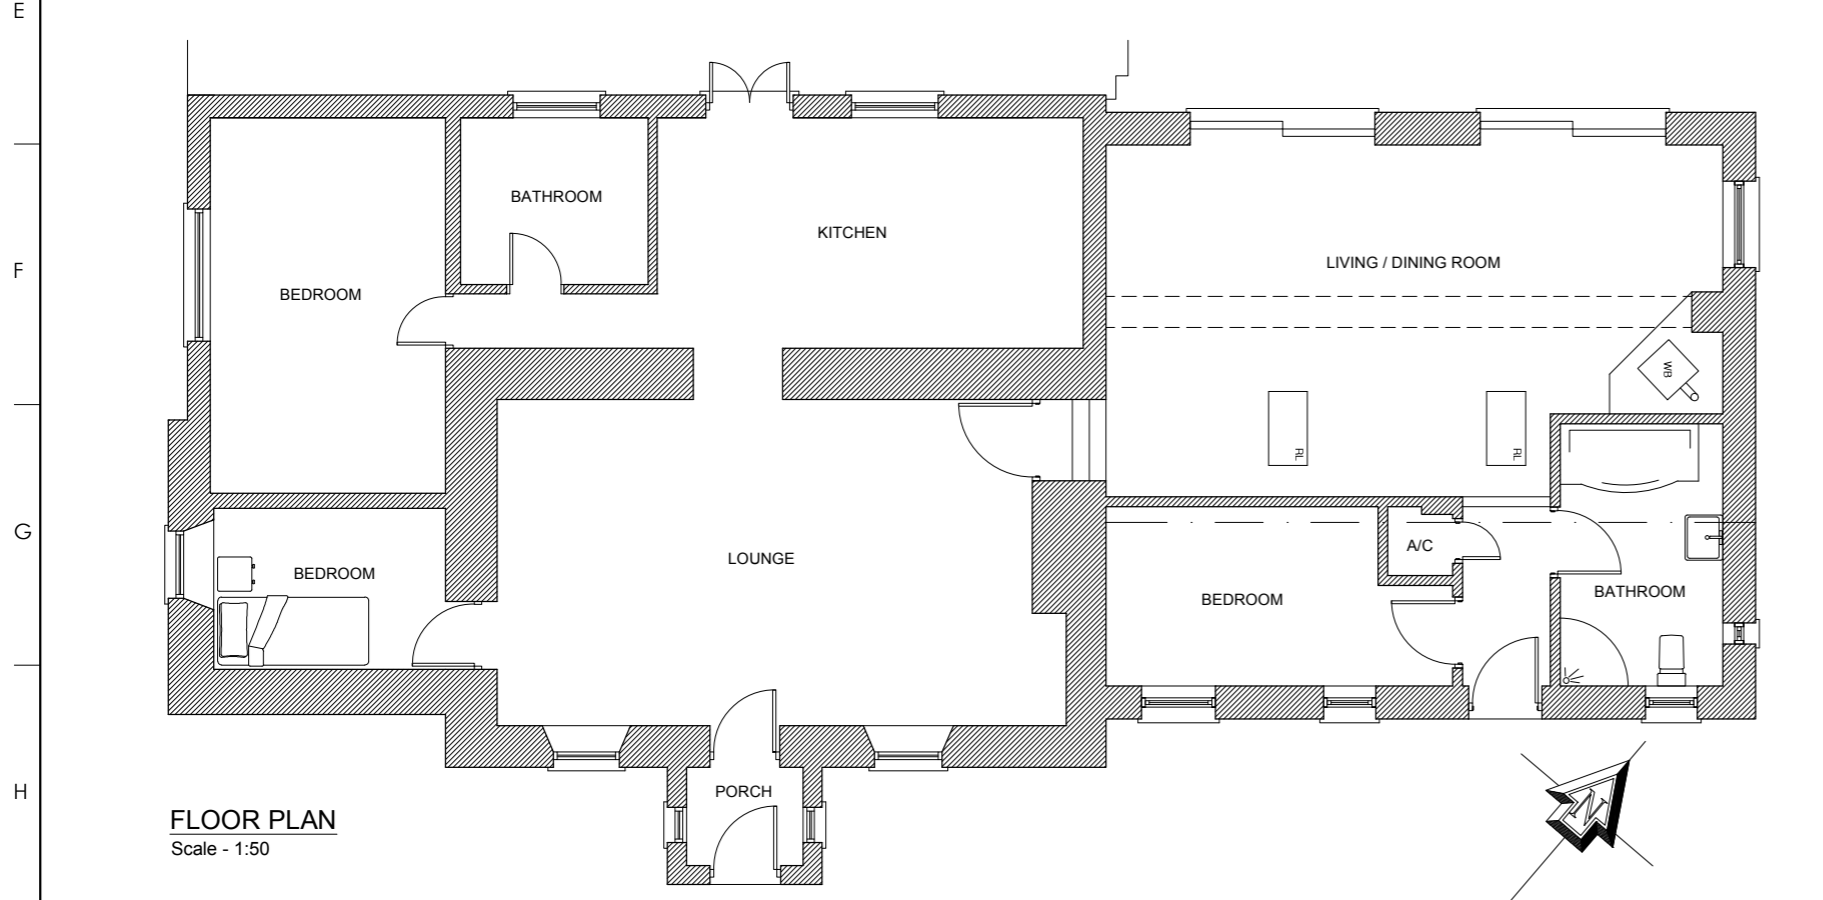 E
BATHROOM
KITCHEN
F
LIVING / DINING ROOM
BEDROOM
WB
RL
RL
G
LOUNGE
A/C
BEDROOM
BEDROOM
BATHROOM
H
PORCH
N
FLOOR PLAN
Scale - 1:50